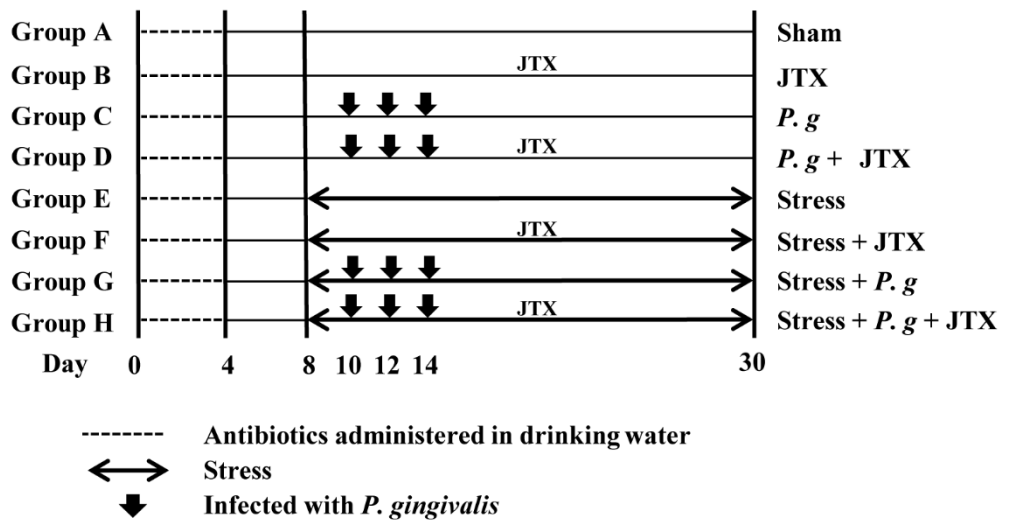 Group A Sham
Group B JTX JTX
Group C P. g
Group D JTX P. g + JTX
Group E Stress
Group F JTX Stress + JTX
Group G Stress + P. g
Group H JTX Stress + P. g + JTX
Day 0 4 8 10 12 14 30
Antibiotics administered in drinking water
Stress
Infected with P. gingivalis